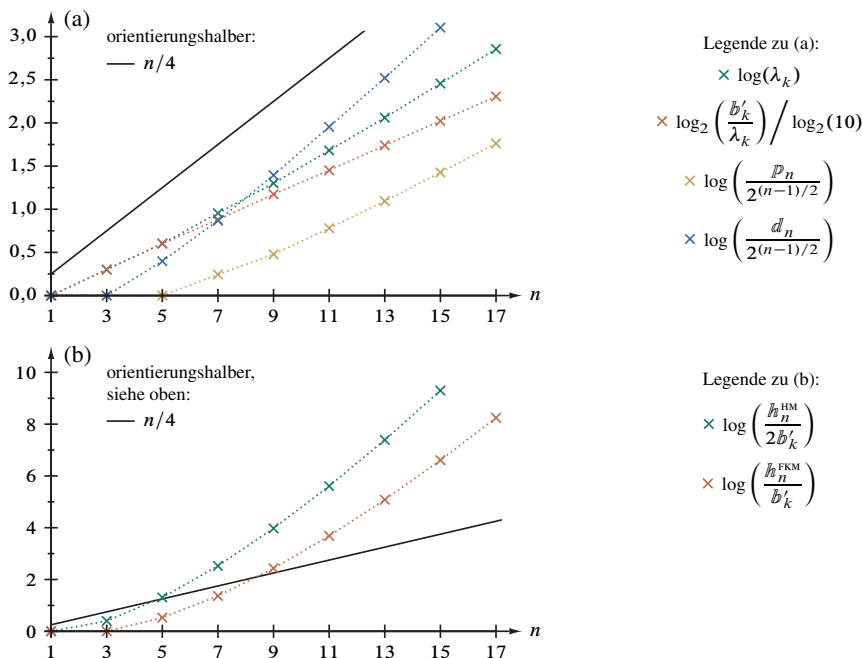 (a)
3,0
2,5
2,0
1,5
1,0
0,5
0,0
orientierungshalber:
n/4
1 3 5 7 9 11 13 15 17 n
Legende zu (a):
× log(λ_k)
× log₂(𝕓′_k/λ_k) / log₂(10)
× log(𝕡_n/2^{(n−1)/2})
× log(𝕕_n/2^{(n−1)/2})
(b)
10
8
6
4
2
0
orientierungshalber,
siehe oben:
n/4
1 3 5 7 9 11 13 15 17 n
Legende zu (b):
× log(𝕙_n^{HM}/2𝕓′_k)
× log(𝕙_n^{FKM}/𝕓′_k)